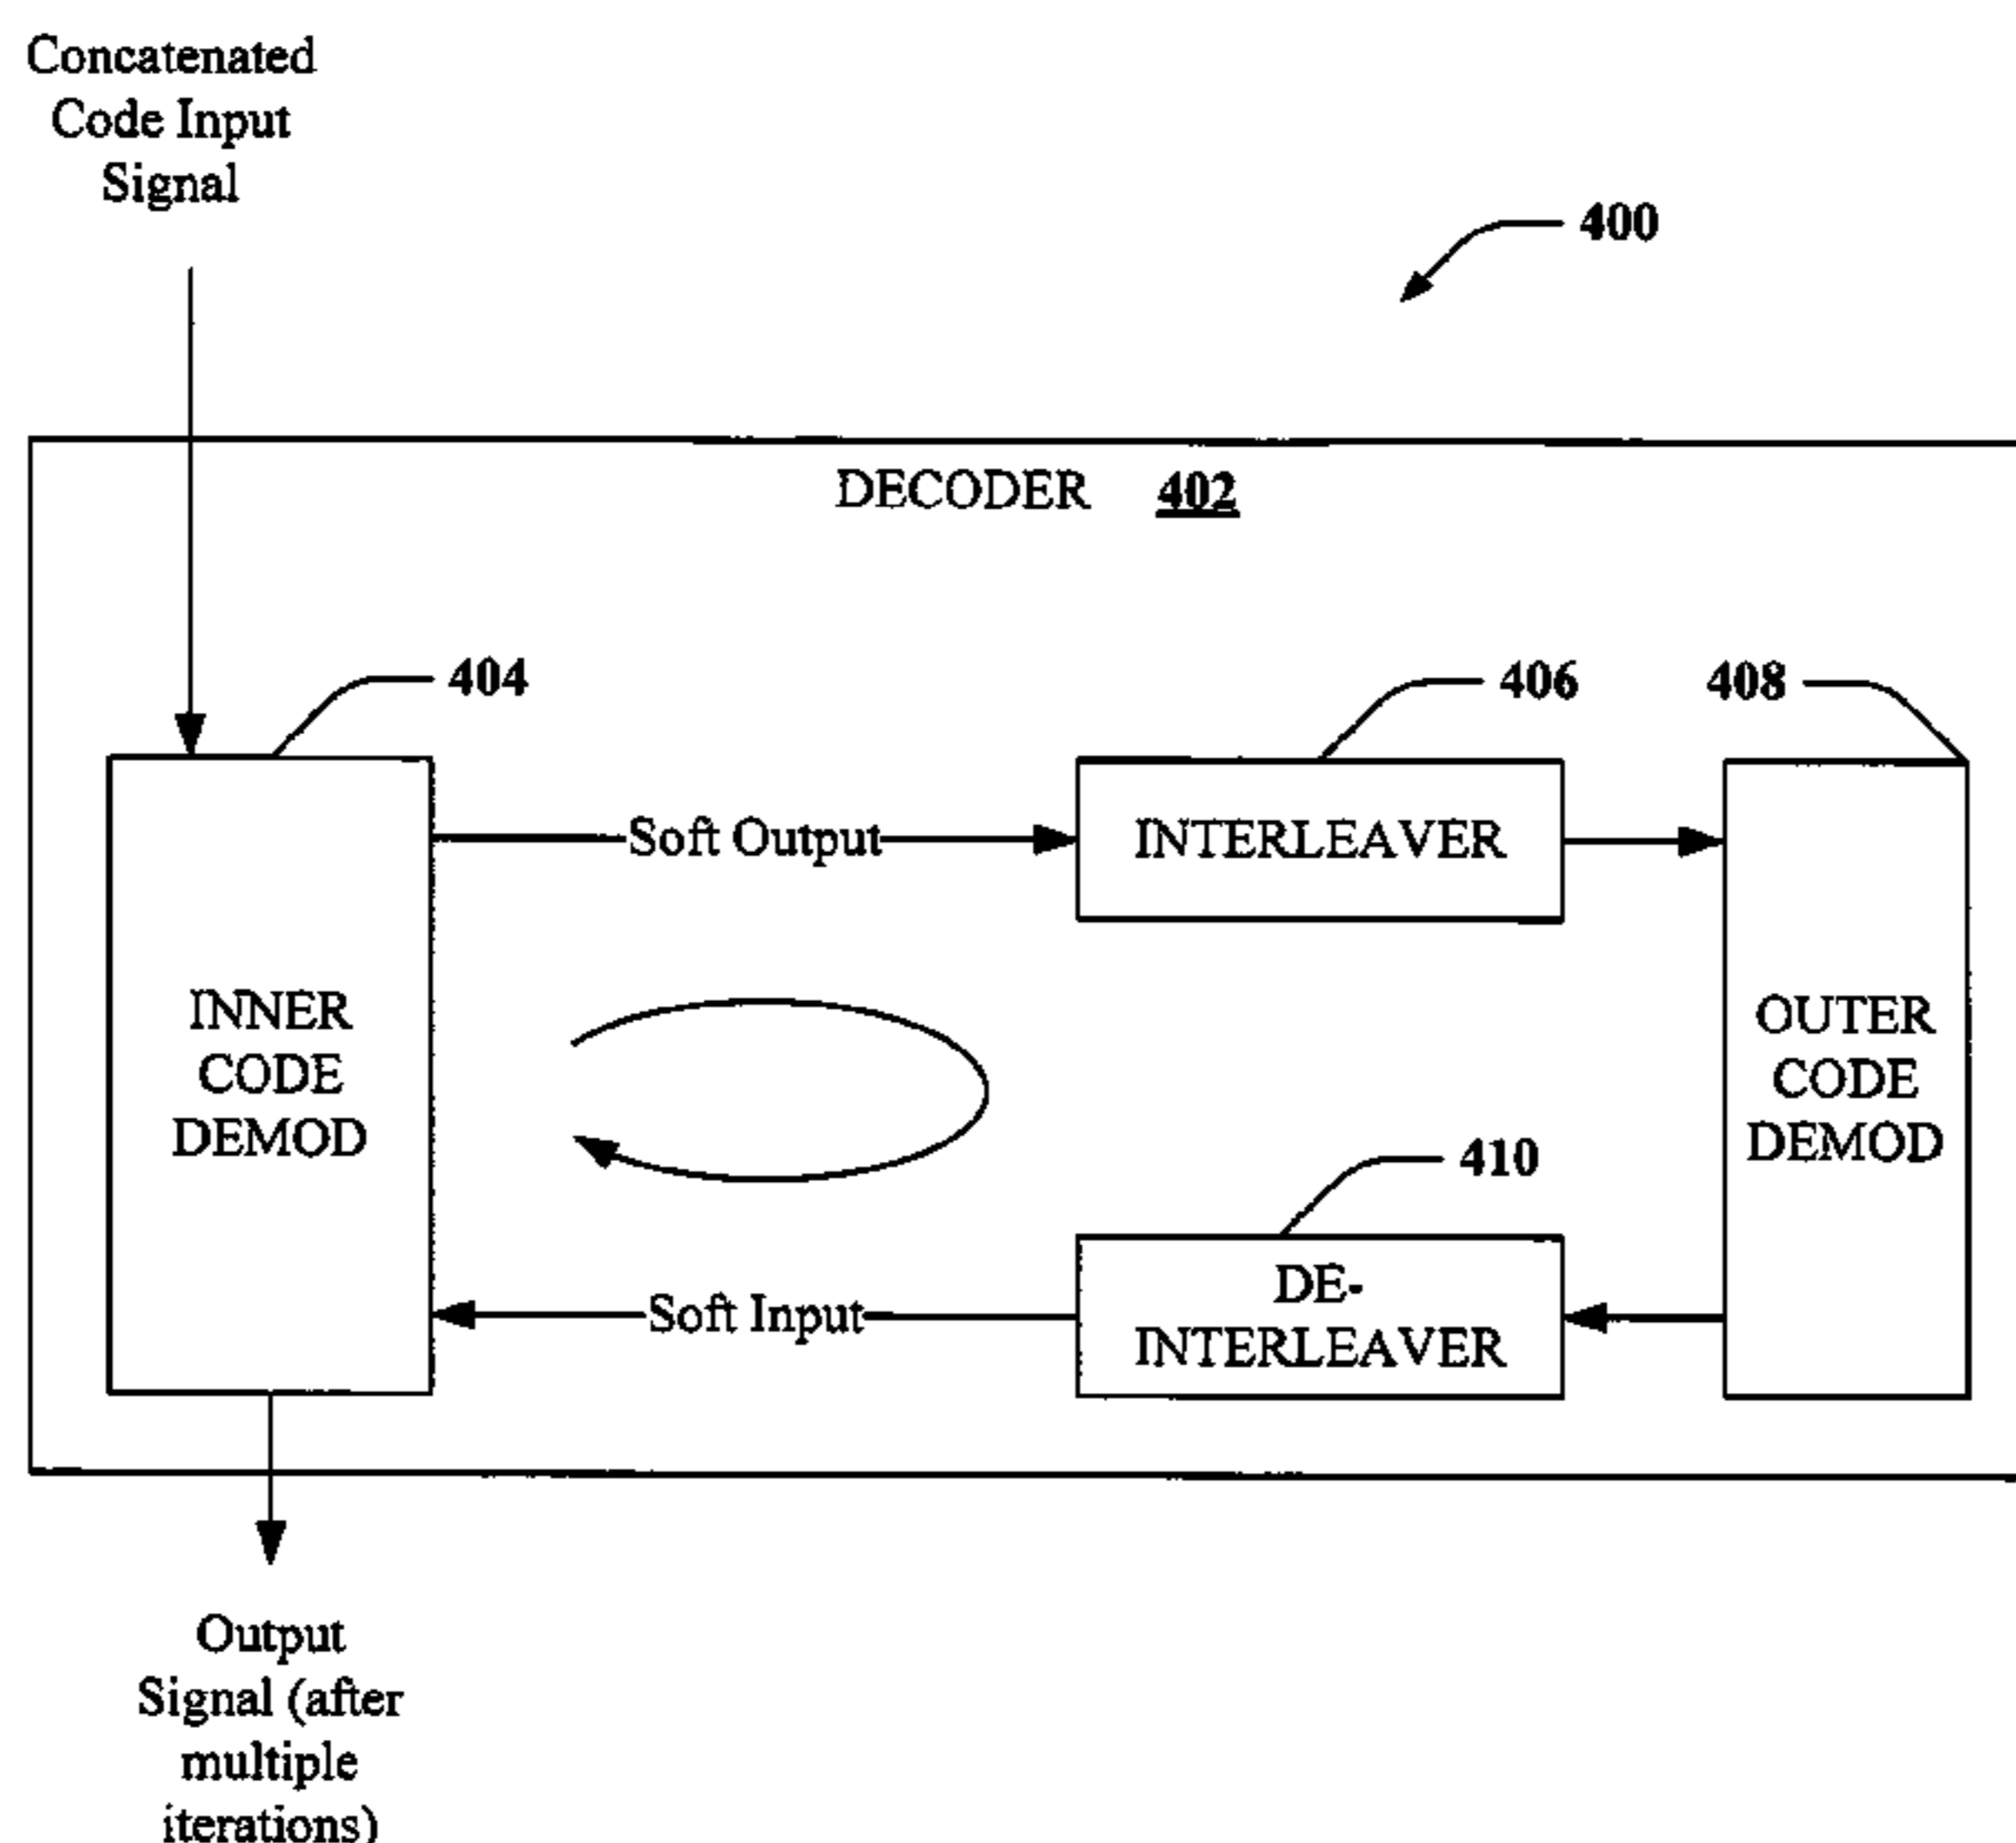 Concatenated
Code Input
Signal
400
DECODER 402
404
406
408
Soft Output
INTERLEAVER
INNER
CODE
DEMOD
OUTER
CODE
DEMOD
410
Soft Input
DE-
INTERLEAVER
Output
Signal (after
multiple
iterations)